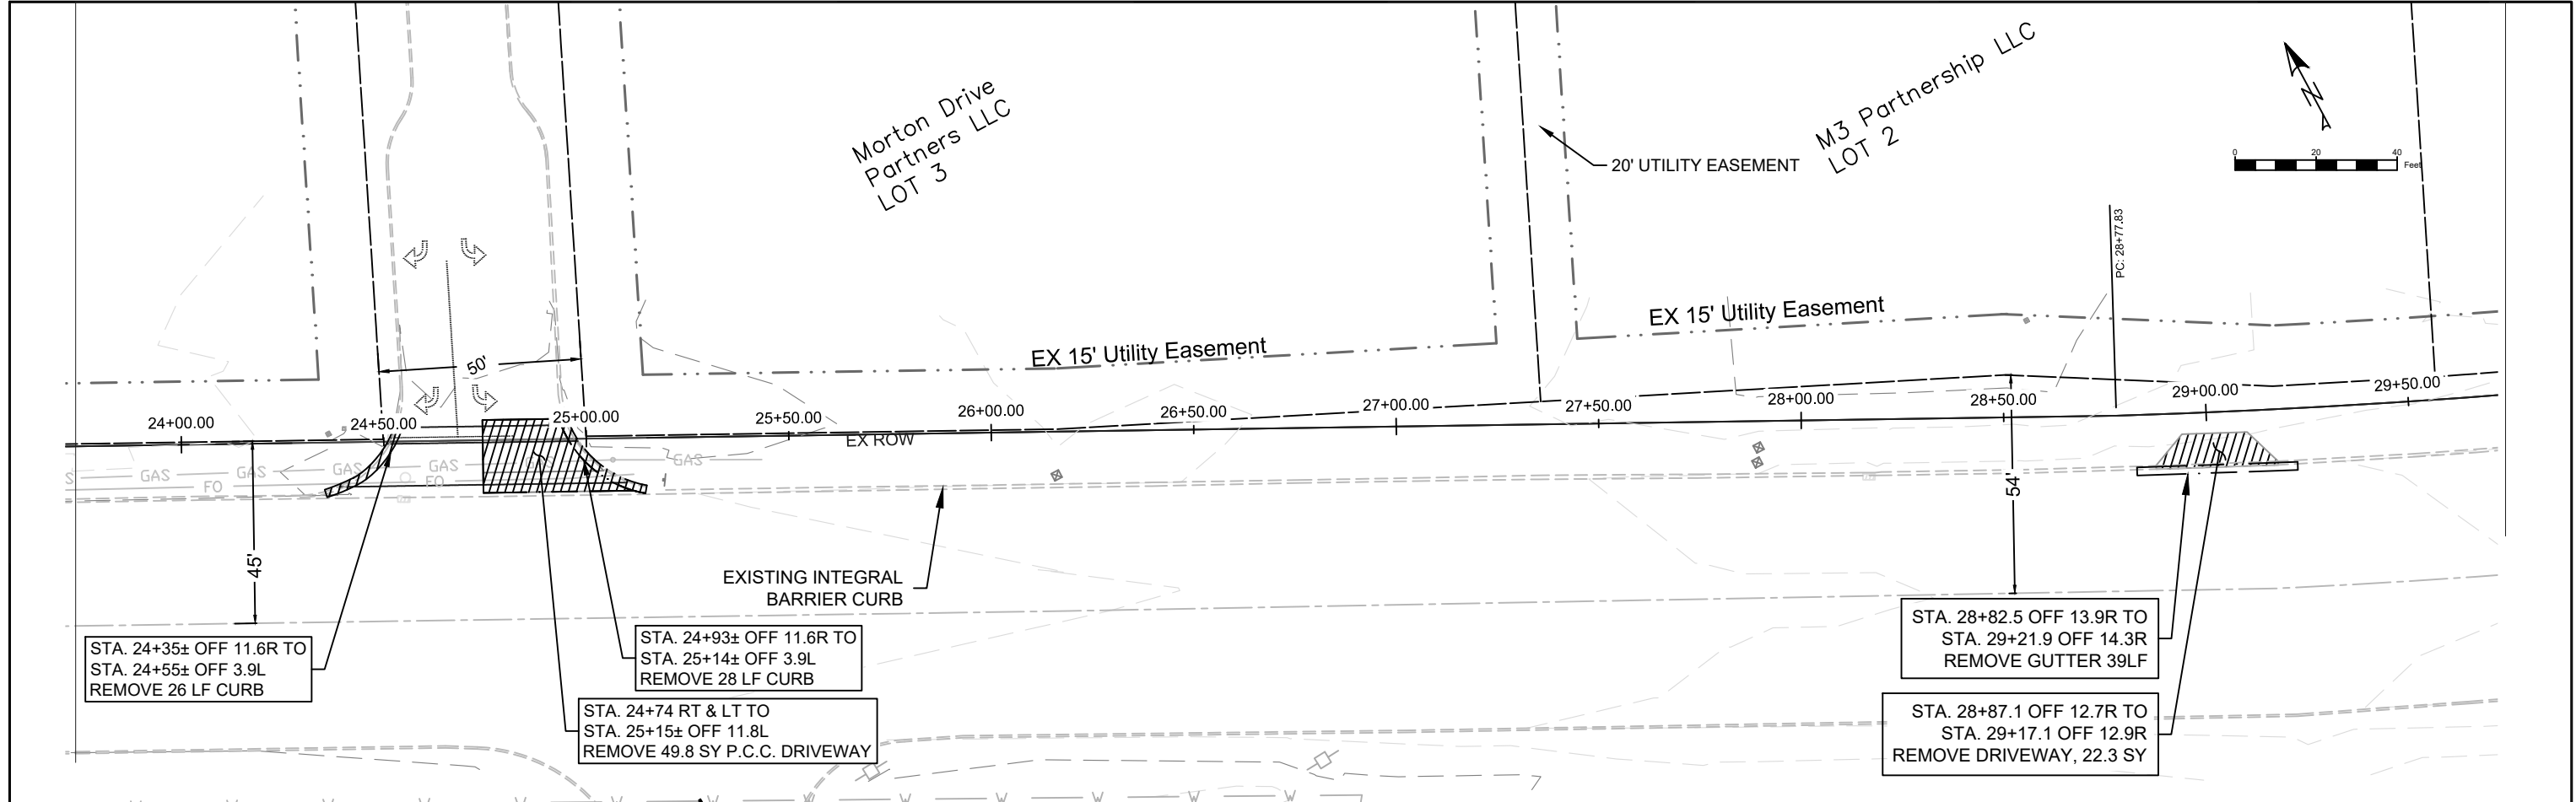 Morton Drive
Partners LLC
LOT 3
M3 Partnership LLC
LOT 2
20' UTILITY EASEMENT
N
0 20 40
Feet
PC: 28+77.83
EX 15' Utility Easement
EX 15' Utility Easement
50'
24+00.00
24+50.00
25+00.00
25+50.00
26+00.00
26+50.00
27+00.00
27+50.00
28+00.00
28+50.00
29+00.00
29+50.00
EX ROW
GAS
GAS
GAS
GAS
GAS
GAS
FO
FO
45'
54'
EXISTING INTEGRAL
BARRIER CURB
STA. 24+35± OFF 11.6R TO
STA. 24+55± OFF 3.9L
REMOVE 26 LF CURB
STA. 24+93± OFF 11.6R TO
STA. 25+14± OFF 3.9L
REMOVE 28 LF CURB
STA. 24+74 RT & LT TO
STA. 25+15± OFF 11.8L
REMOVE 49.8 SY P.C.C. DRIVEWAY
STA. 28+82.5 OFF 13.9R TO
STA. 29+21.9 OFF 14.3R
REMOVE GUTTER 39LF
STA. 28+87.1 OFF 12.7R TO
STA. 29+17.1 OFF 12.9R
REMOVE DRIVEWAY, 22.3 SY